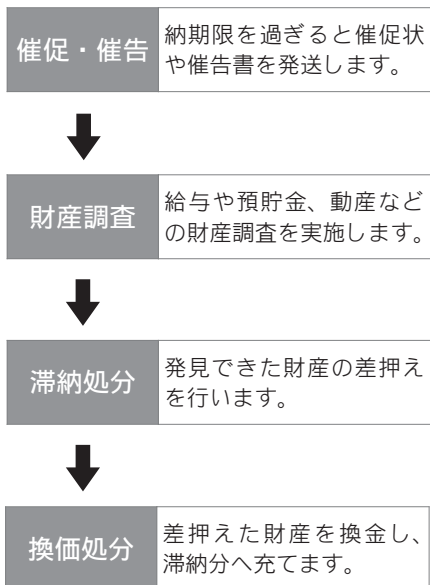 催促・催告
納期限を過ぎると催促状
や催告書を発送します。
財産調査
給与や預貯金、動産など
の財産調査を実施します。
滞納処分
発見できた財産の差押え
を行います。
換価処分
差押えた財産を換金し、
滞納分へ充てます。